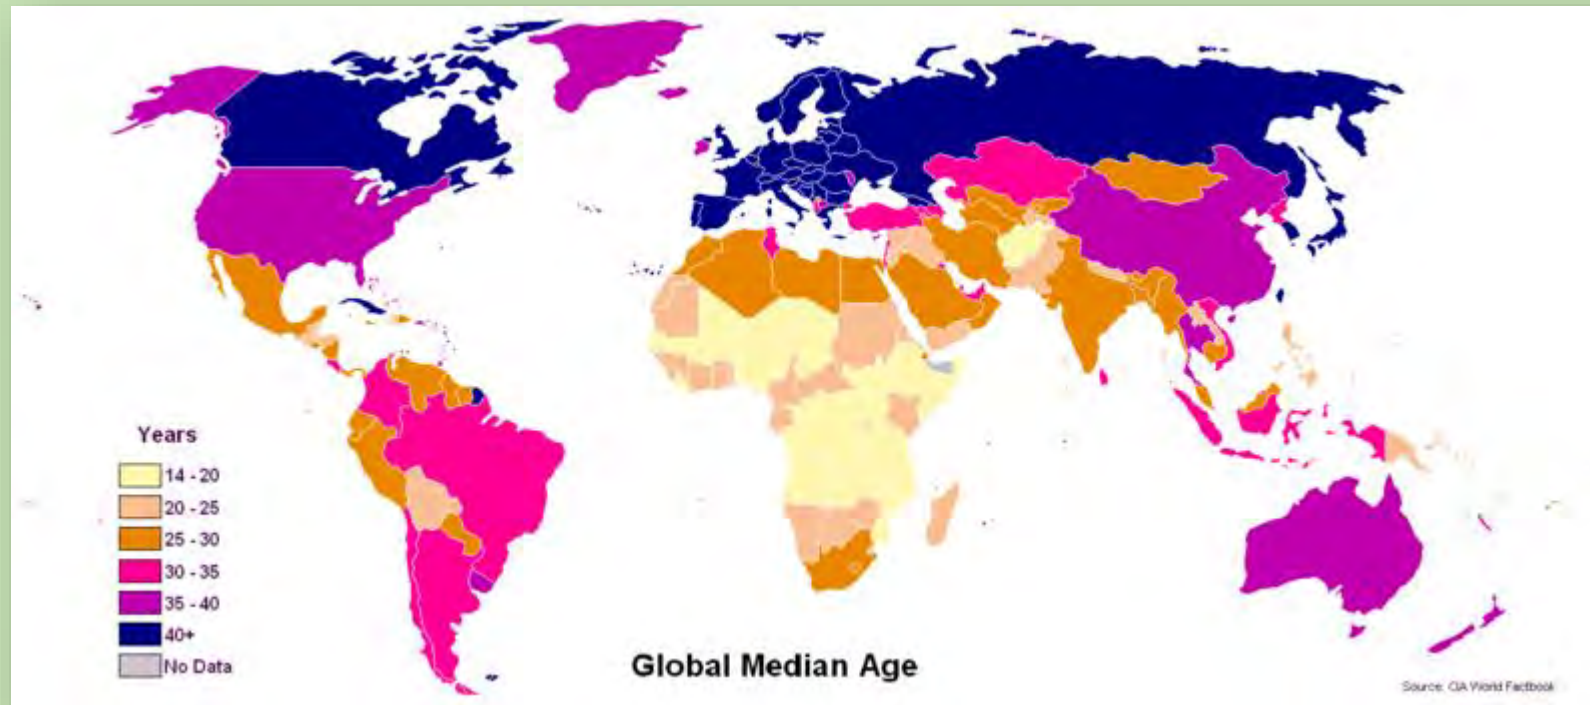 Years
14 - 20
20 - 25
25 - 30
30 - 35
35 - 40
40+
No Data
Global Median Age
Source: CIA World Factbook